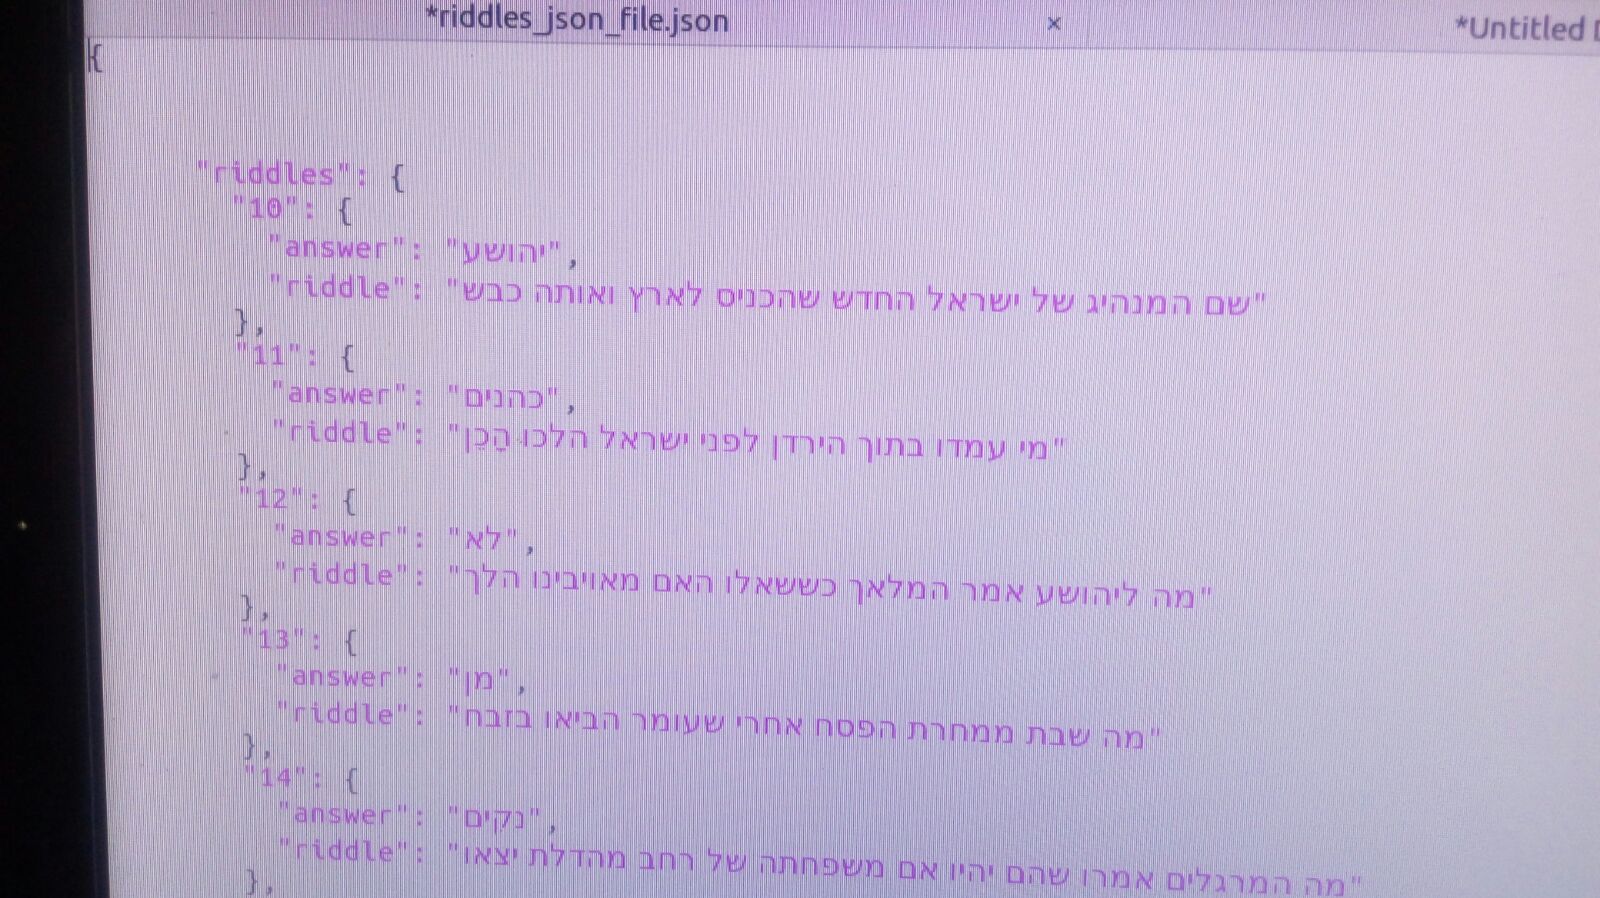 *riddles_json_file.json × *Untitled
{
"riddles": {
"10": {
"answer": "יהושע",
"riddle": "שם המנהיג של ישראל החדש שהכניס לארץ ואותה כבש"
},
"11": {
"answer": "כהנים",
"riddle": "מי עמדו בתוך הירדן לפני ישראל הלכו הָכֵן"
},
"12": {
"answer": "לא",
"riddle": "מה ליהושע אמר המלאך כששאלו האם מאויבינו הלך"
},
"13": {
"answer": "מן",
"riddle": "מה שבת ממחרת הפסח אחרי שעומר הביאו בזבח"
},
"14": {
"answer": "נקים",
"riddle": "מה המרגלים אמרו שהם יהיו אם משפחתה של רחב מהדלת יצאו"
},